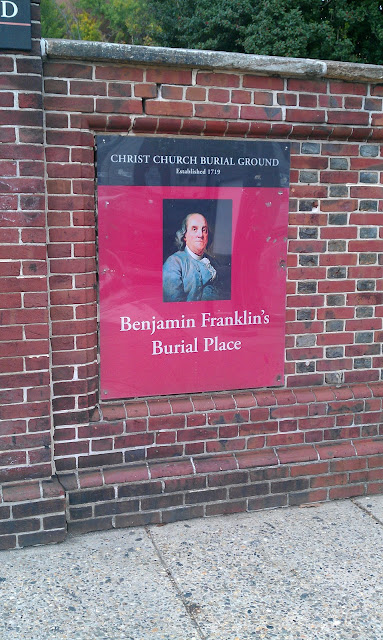 D
CHRIST CHURCH BURIAL GROUND
Established 1719
Benjamin Franklin's
Burial Place